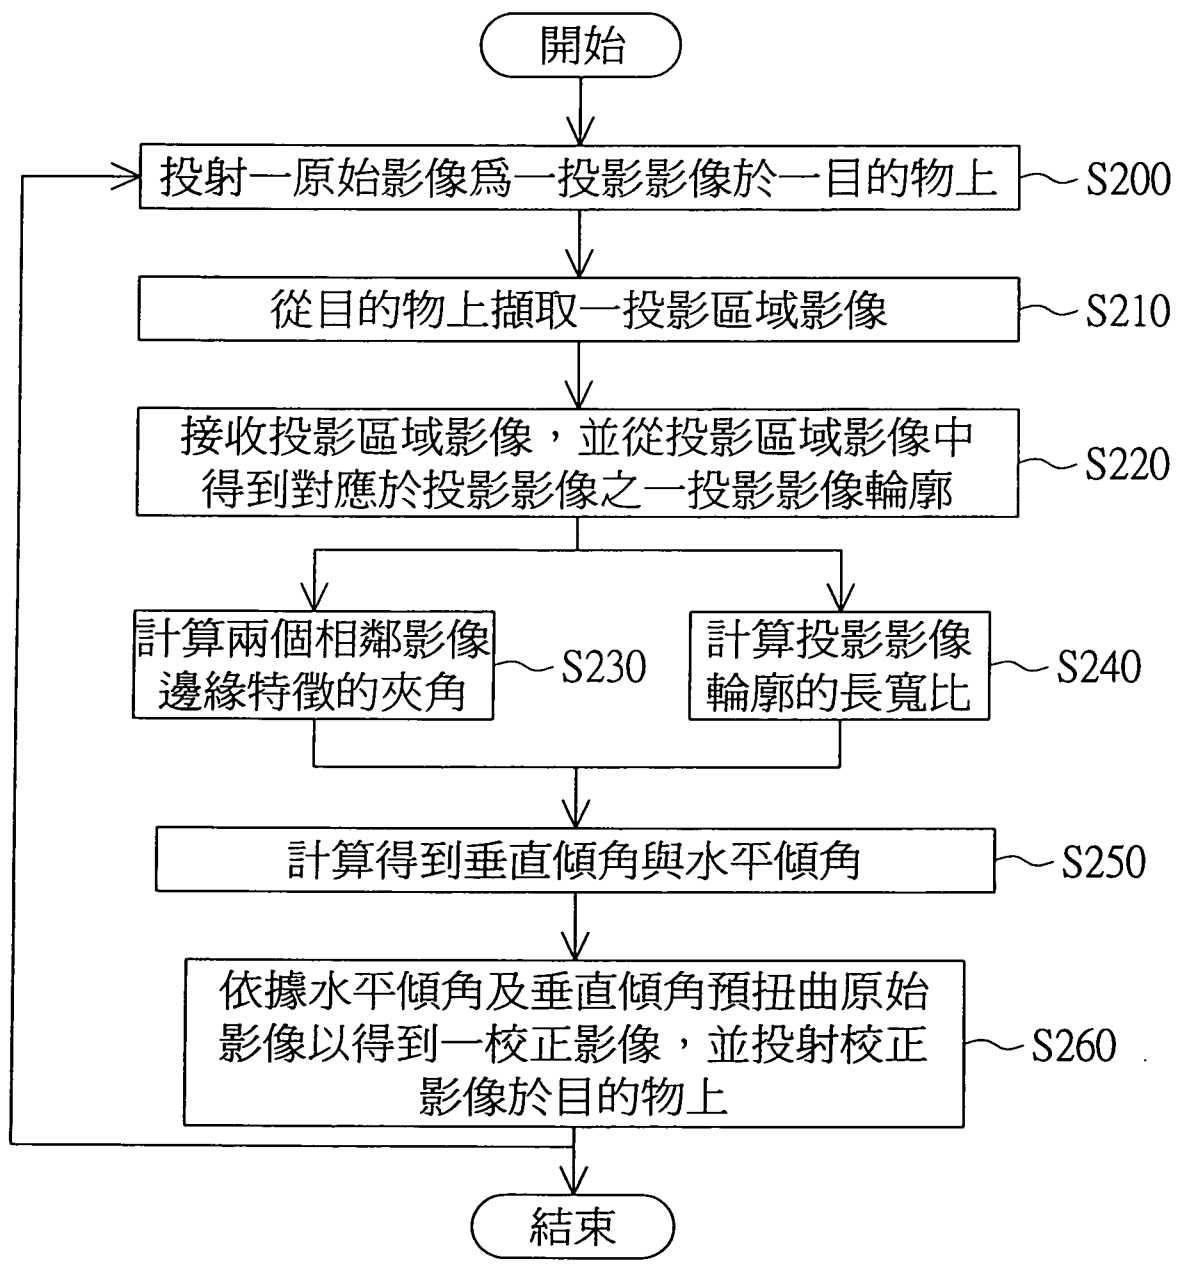 開始
投射一原始影像爲一投影影像於一目的物上
S200
從目的物上擷取一投影區域影像
S210
接收投影區域影像，並從投影區域影像中
得到對應於投影影像之一投影影像輪廓
S220
計算兩個相鄰影像
邊緣特徵的夾角
S230
計算投影影像
輪廓的長寬比
S240
計算得到垂直傾角與水平傾角
S250
依據水平傾角及垂直傾角預扭曲原始
影像以得到一校正影像，並投射校正
影像於目的物上
S260
結束